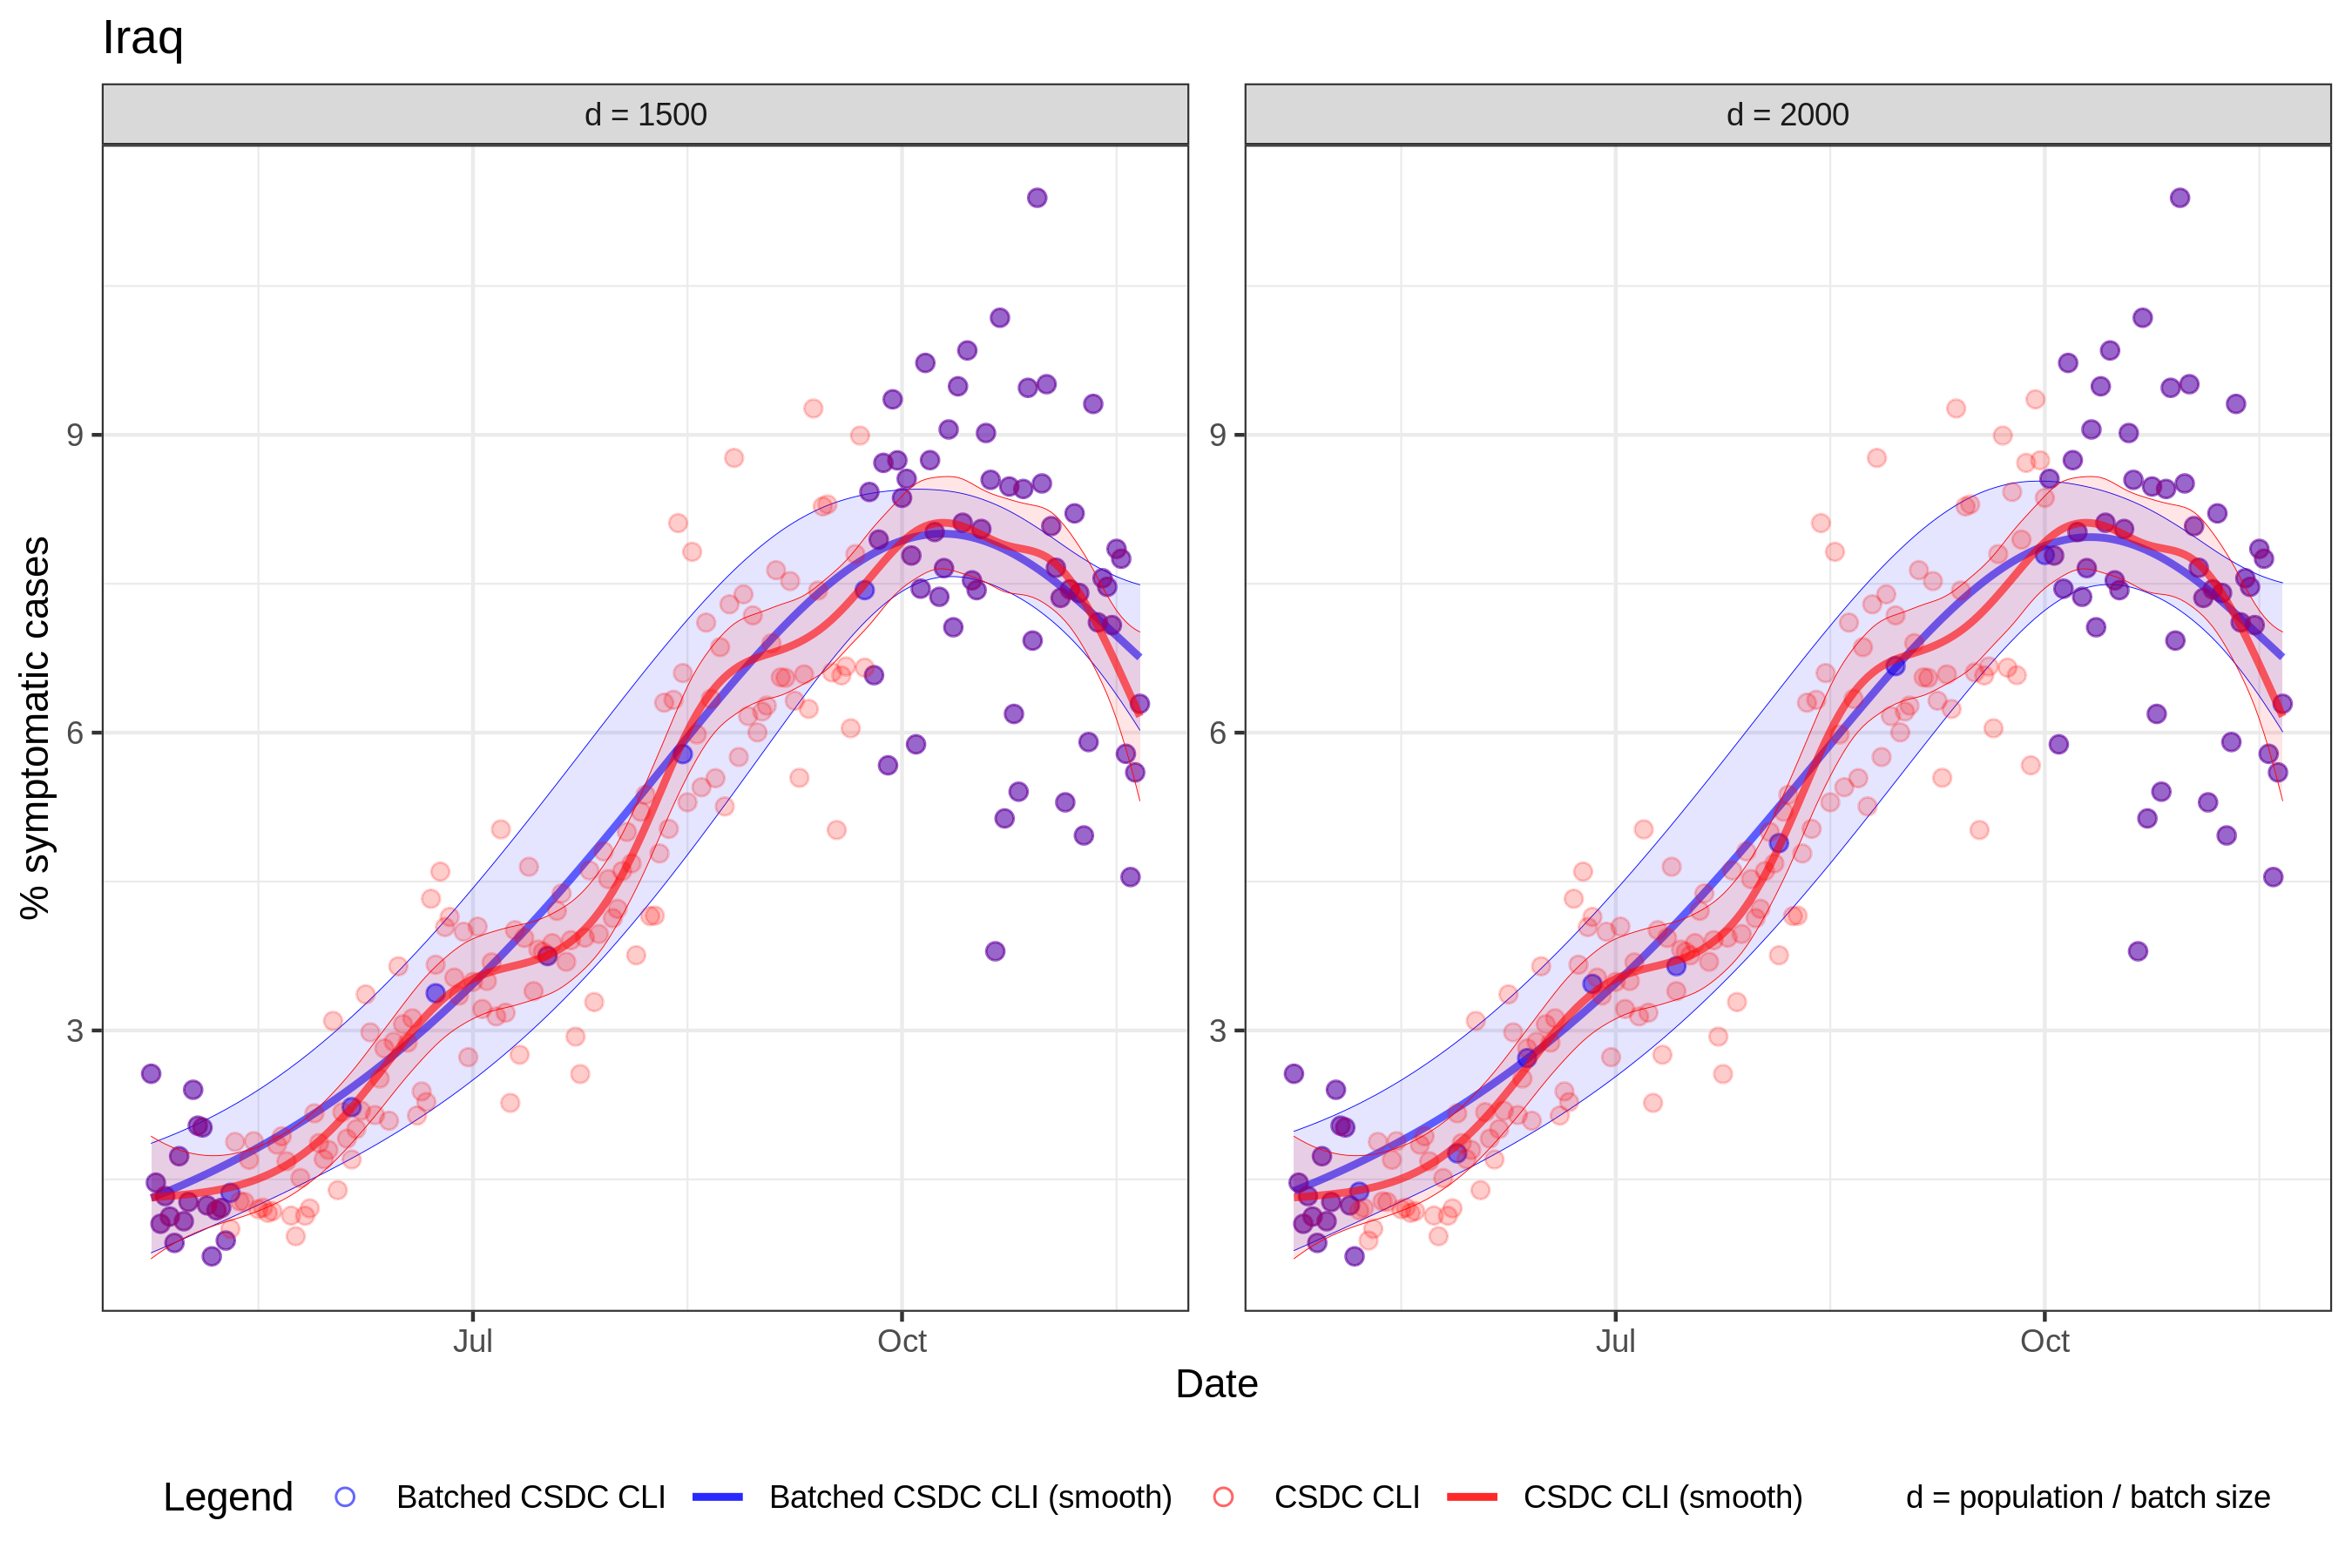 Iraq
d = 1500
d = 2000
% symptomatic cases
9
6
3
9
6
3
Jul
Oct
Jul
Oct
Date
Legend
Batched CSDC CLI
Batched CSDC CLI (smooth)
CSDC CLI
CSDC CLI (smooth)
d = population / batch size